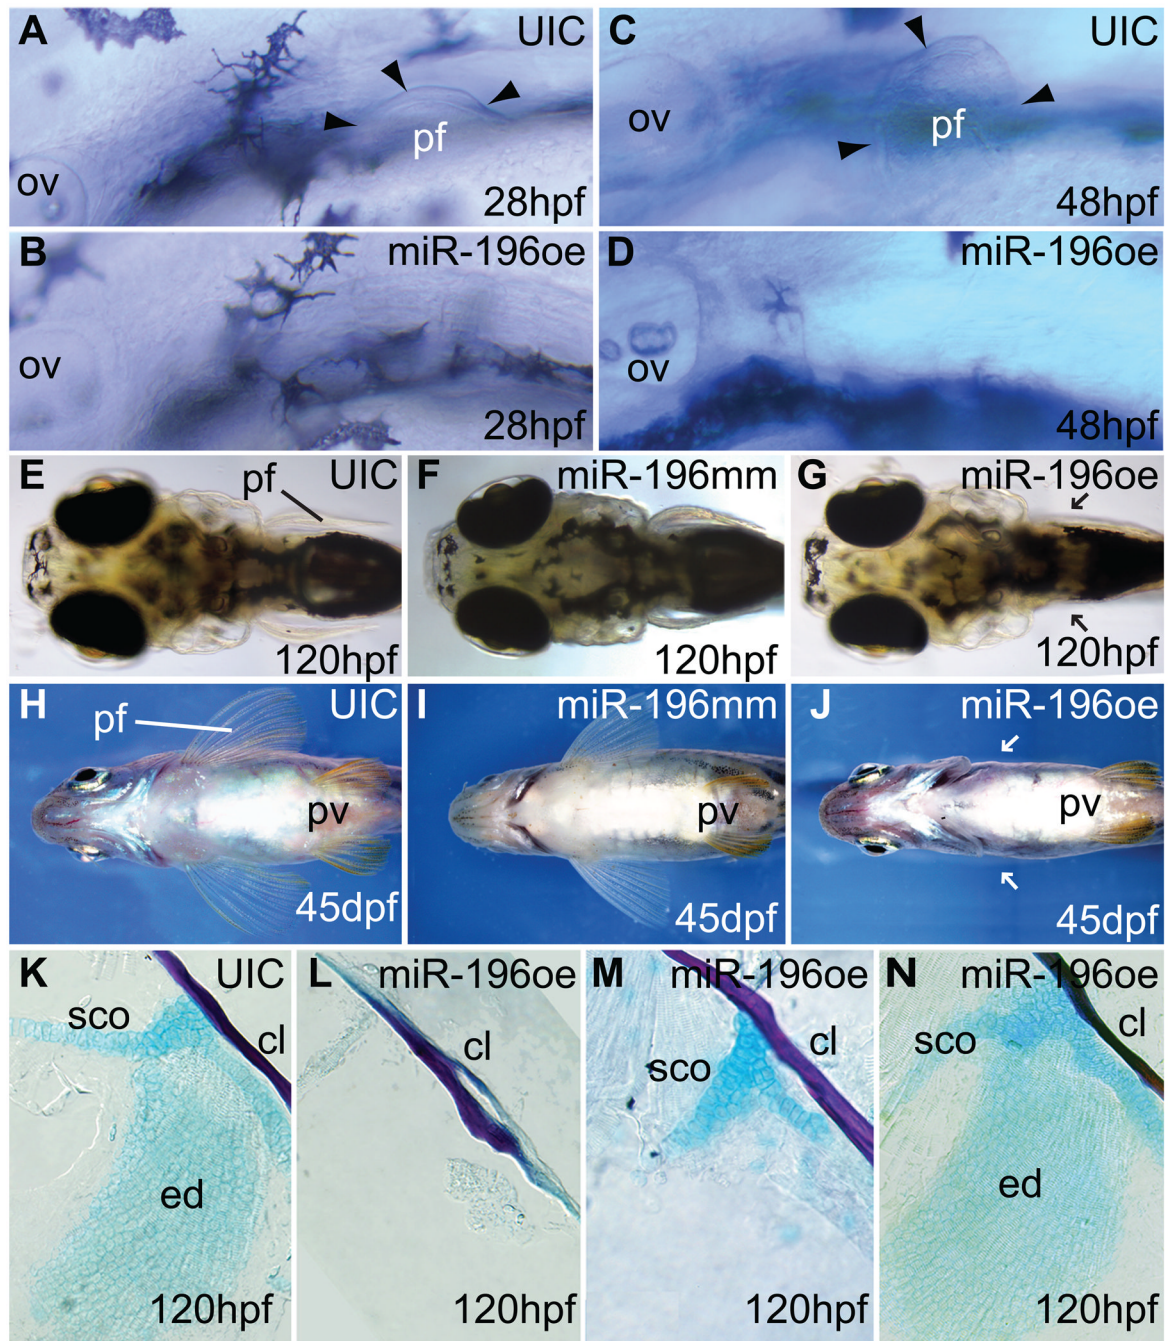 A UIC
pf
ov
28hpf
C UIC
ov
pf
48hpf
B miR-196oe
ov
28hpf
D miR-196oe
ov
48hpf
E UIC
pf
120hpf
F miR-196mm
120hpf
G miR-196oe
120hpf
H UIC
pf
pv
45dpf
I miR-196mm
pv
45dpf
J miR-196oe
pv
45dpf
K UIC
sco
cl
ed
120hpf
L miR-196oe
cl
120hpf
M miR-196oe
cl
sco
120hpf
N miR-196oe
cl
sco
ed
120hpf